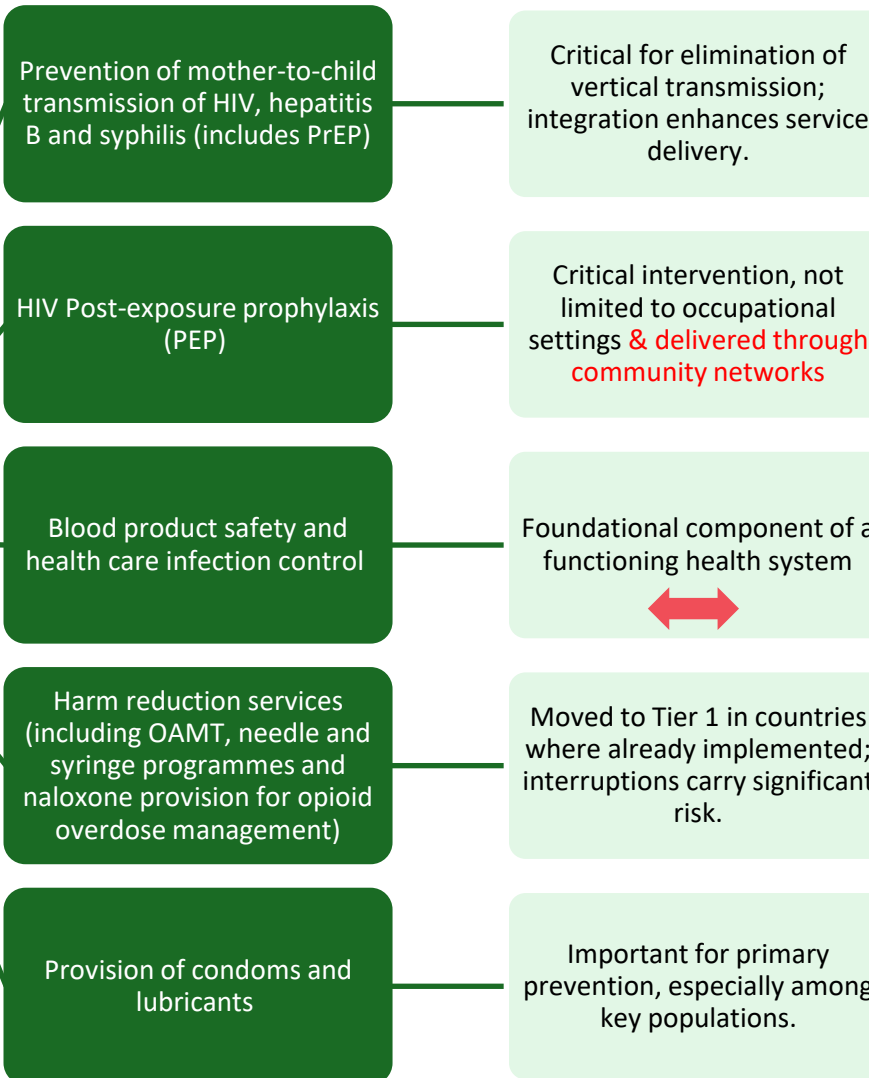 Prevention of mother-to-child
transmission of HIV, hepatitis
B and syphilis (includes PrEP)
Critical for elimination of
vertical transmission;
integration enhances service
delivery.
HIV Post-exposure prophylaxis
(PEP)
Critical intervention, not
limited to occupational
settings & delivered through
community networks
Blood product safety and
health care infection control
Foundational component of a
functioning health system
Harm reduction services
(including OAMT, needle and
syringe programmes and
naloxone provision for opioid
overdose management)
Moved to Tier 1 in countries
where already implemented;
interruptions carry significant
risk.
Provision of condoms and
lubricants
Important for primary
prevention, especially among
key populations.